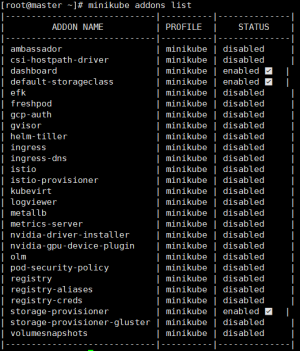 [root@master ~]# minikube addons list
|-----------------------------|----------|--------------|
| ADDON NAME | PROFILE | STATUS |
|-----------------------------|----------|--------------|
| ambassador | minikube | disabled |
| csi-hostpath-driver | minikube | disabled |
| dashboard | minikube | enabled ✅ |
| default-storageclass | minikube | enabled ✅ |
| efk | minikube | disabled |
| freshpod | minikube | disabled |
| gcp-auth | minikube | disabled |
| gvisor | minikube | disabled |
| helm-tiller | minikube | disabled |
| ingress | minikube | disabled |
| ingress-dns | minikube | disabled |
| istio | minikube | disabled |
| istio-provisioner | minikube | disabled |
| kubevirt | minikube | disabled |
| logviewer | minikube | disabled |
| metallb | minikube | disabled |
| metrics-server | minikube | disabled |
| nvidia-driver-installer | minikube | disabled |
| nvidia-gpu-device-plugin | minikube | disabled |
| olm | minikube | disabled |
| pod-security-policy | minikube | disabled |
| registry | minikube | disabled |
| registry-aliases | minikube | disabled |
| registry-creds | minikube | disabled |
| storage-provisioner | minikube | enabled ✅ |
| storage-provisioner-gluster | minikube | disabled |
| volumesnapshots | minikube | disabled |
|-----------------------------|----------|--------------|